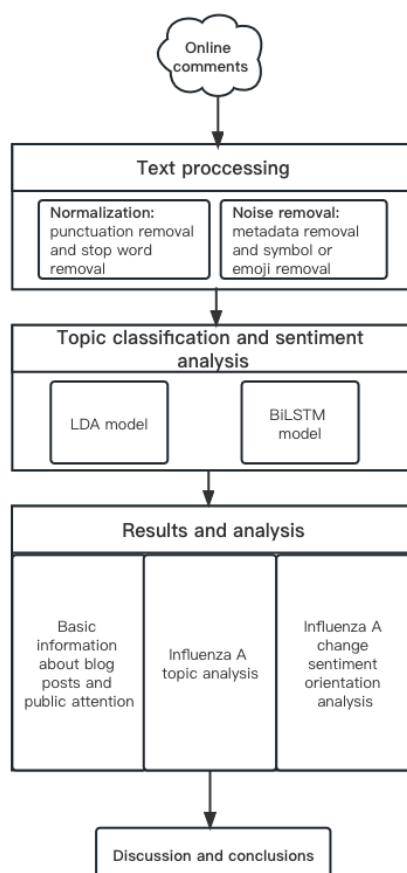 Online
comments
Text proccessing
Normalization:
punctuation removal
and stop word
removal
Noise removal:
metadata removal
and symbol or
emoji removal
Topic classification and sentiment
analysis
LDA model
BiLSTM
model
Results and analysis
Basic
information
about blog
posts and
public attention
Influenza A
topic analysis
Influenza A
change
sentiment
orientation
analysis
Discussion and conclusions